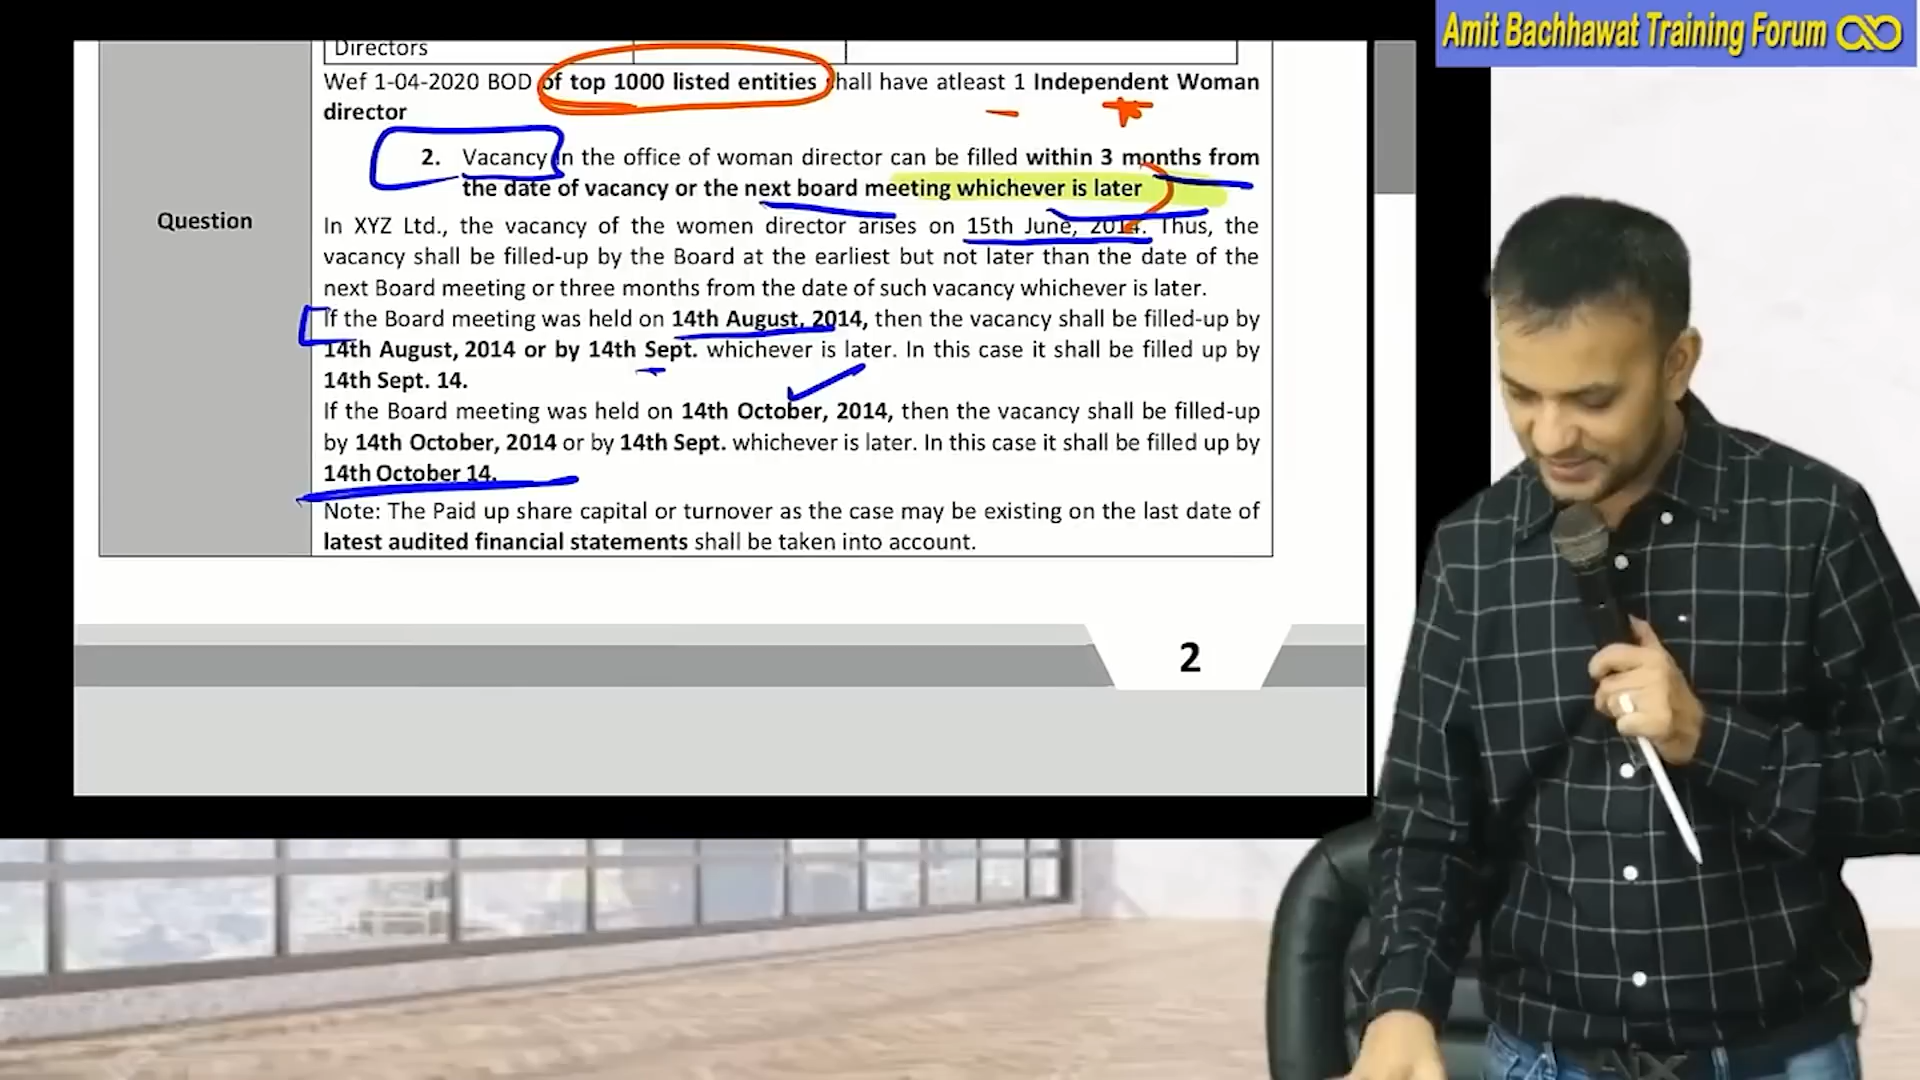 Amit Bachhawat Training Forum
Directors
Wef 1-04-2020 BOD of top 1000 listed entities shall have atleast 1 Independent Woman
director
2. Vacancy in the office of woman director can be filled within 3 months from
the date of vacancy or the next board meeting whichever is later
Question
In XYZ Ltd., the vacancy of the women director arises on 15th June, 2014. Thus, the
vacancy shall be filled-up by the Board at the earliest but not later than the date of the
next Board meeting or three months from the date of such vacancy whichever is later.
If the Board meeting was held on 14th August, 2014, then the vacancy shall be filled-up by
14th August, 2014 or by 14th Sept. whichever is later. In this case it shall be filled up by
14th Sept. 14.
If the Board meeting was held on 14th October, 2014, then the vacancy shall be filled-up
by 14th October, 2014 or by 14th Sept. whichever is later. In this case it shall be filled up by
14th October 14.
Note: The Paid up share capital or turnover as the case may be existing on the last date of
latest audited financial statements shall be taken into account.
2